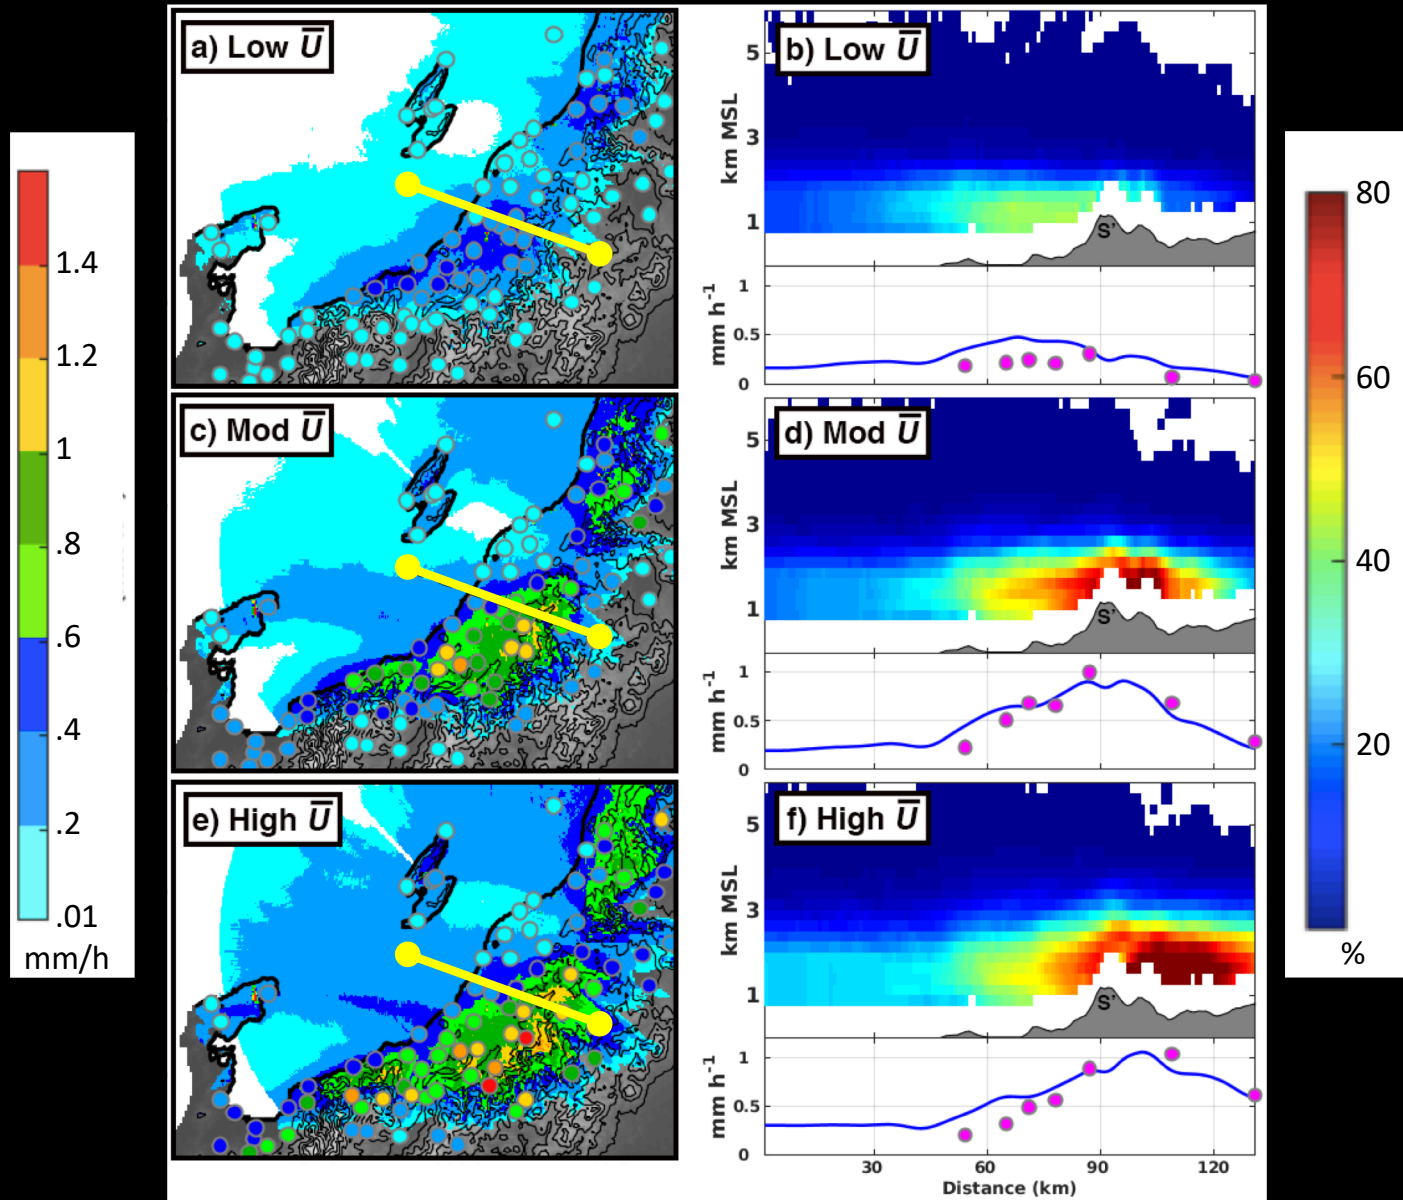 a) Low U̅
b) Low U̅
5
3
1
km MSL
S'
1
0.5
0
mm h⁻¹
c) Mod U̅
d) Mod U̅
5
3
1
km MSL
S'
1
0.5
0
mm h⁻¹
e) High U̅
f) High U̅
5
3
1
km MSL
S'
1
0.5
0
mm h⁻¹
30 60 90 120
Distance (km)
1.4
1.2
1
.8
.6
.4
.2
.01
mm/h
80
60
40
20
%